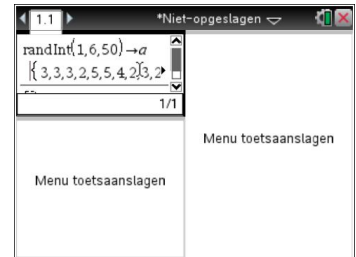 1.1 *Niet-opgeslagen
randInt(1,6,50)→a
{3,3,3,2,5,5,4,2,3,2
1/1
Menu toetsaanslagen
Menu toetsaanslagen